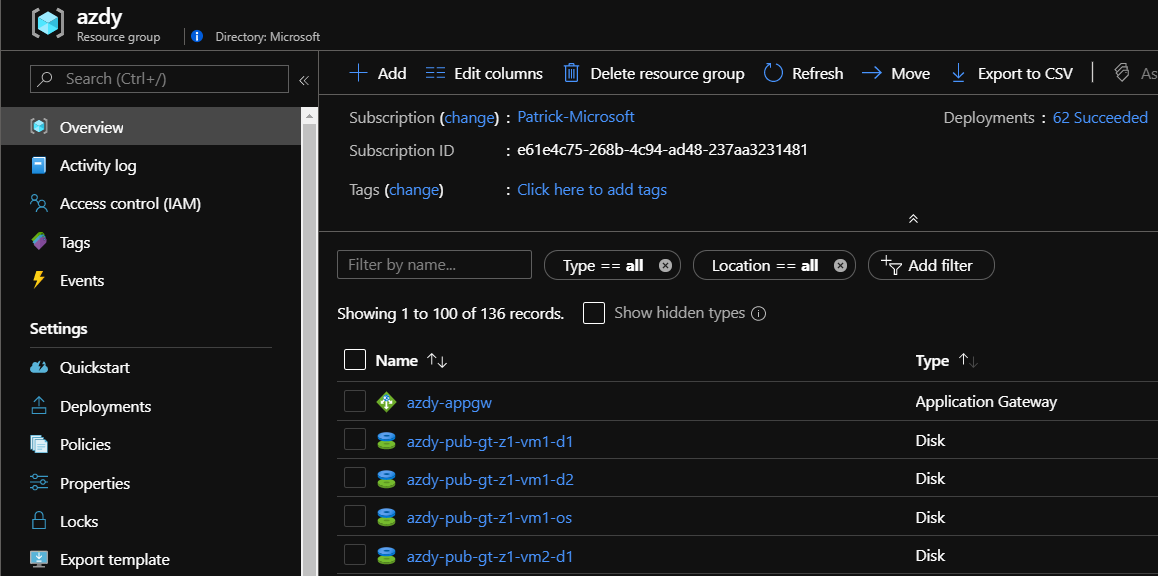 azdy
Resource group
Directory: Microsoft
Search (Ctrl+/)
Overview
Activity log
Access control (IAM)
Tags
Events
Settings
Quickstart
Deployments
Policies
Properties
Locks
Export template
Add Edit columns Delete resource group Refresh Move Export to CSV As
Subscription (change) : Patrick-Microsoft
Deployments : 62 Succeeded
Subscription ID : e61e4c75-268b-4c94-ad48-237aa3231481
Tags (change) : Click here to add tags
Filter by name... Type == all Location == all Add filter
Showing 1 to 100 of 136 records. Show hidden types
Name Type
azdy-appgw Application Gateway
azdy-pub-gt-z1-vm1-d1 Disk
azdy-pub-gt-z1-vm1-d2 Disk
azdy-pub-gt-z1-vm1-os Disk
azdy-pub-gt-z1-vm2-d1 Disk